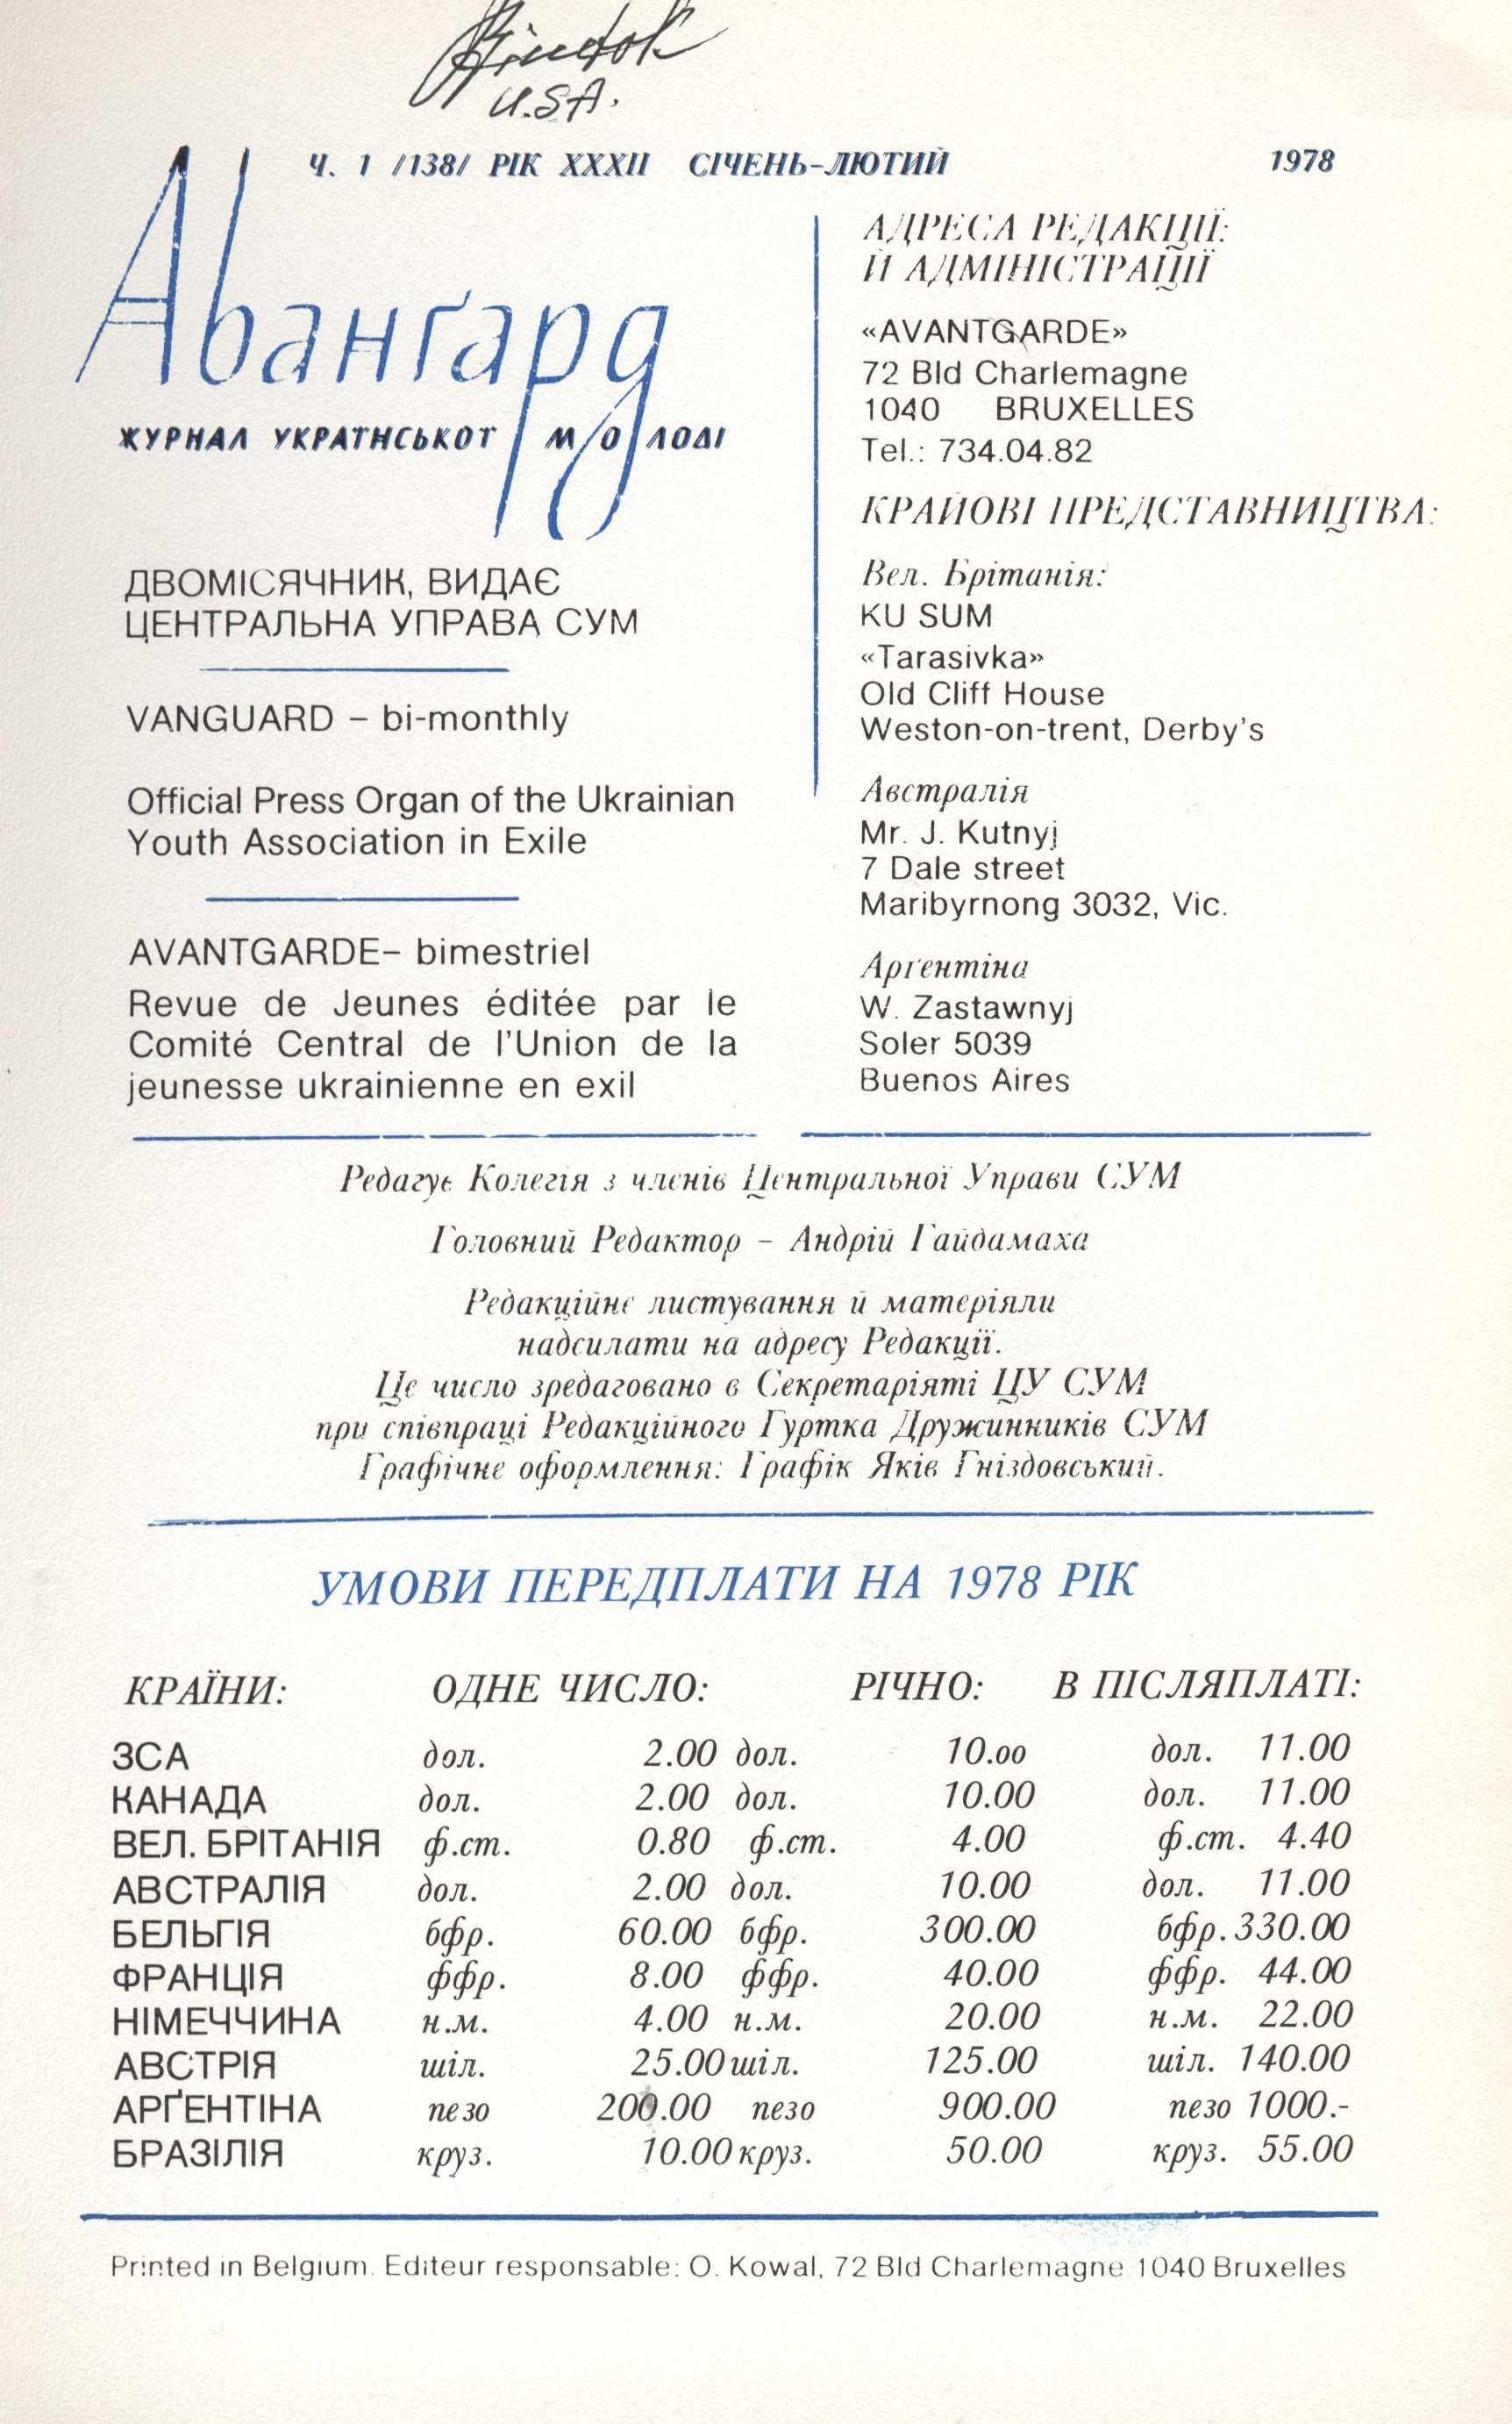 U.S.A.
Ч. 1 /138/ РІК XXXII СІЧЕНЬ-ЛЮТИЙ 1978
Авангард
ЖУРНАЛ УКРАЇНСЬКОЇ МОЛОДІ
ДВОМІСЯЧНИК, ВИДАЄ
ЦЕНТРАЛЬНА УПРАВА СУМ
VANGUARD – bi-monthly
Official Press Organ of the Ukrainian
Youth Association in Exile
AVANTGARDE– bimestriel
Revue de Jeunes éditée par le
Comité Central de l'Union de la
jeunesse ukrainienne en exil
АДРЕСА РЕДАКЦІЇ:
Й АДМІНІСТРАЦІЇ
«AVANTGARDE»
72 Bld Charlemagne
1040 BRUXELLES
Tel.: 734.04.82
КРАЙОВІ ПРЕДСТАВНИЦТВА:
Вел. Брітанія:
KU SUM
«Tarasivka»
Old Cliff House
Weston-on-trent, Derby's
Австралія
Mr. J. Kutnyj
7 Dale street
Maribyrnong 3032, Vic.
Аргентіна
W. Zastawnyj
Soler 5039
Buenos Aires
Редагує Колегія з членів Центральної Управи СУМ
Головний Редактор – Андрій Гайдамаха
Редакційне листування й матеріяли
надсилати на адресу Редакції.
Це число зредаговано в Секретаріяті ЦУ СУМ
при співпраці Редакційного Гуртка Дружинників СУМ
Графічне оформлення: Графік Яків Гніздовський.
УМОВИ ПЕРЕДПЛАТИ НА 1978 РІК
КРАЇНИ: ОДНЕ ЧИСЛО: РІЧНО: В ПІСЛЯПЛАТІ:
ЗСА дол. 2.00 дол. 10.oo дол. 11.00
КАНАДА дол. 2.00 дол. 10.00 дол. 11.00
ВЕЛ. БРІТАНІЯ ф.ст. 0.80 ф.ст. 4.00 ф.ст. 4.40
АВСТРАЛІЯ дол. 2.00 дол. 10.00 дол. 11.00
БЕЛЬГІЯ бфр. 60.00 бфр. 300.00 бфр. 330.00
ФРАНЦІЯ ффр. 8.00 ффр. 40.00 ффр. 44.00
НІМЕЧЧИНА н.м. 4.00 н.м. 20.00 н.м. 22.00
АВСТРІЯ шіл. 25.00 шіл. 125.00 шіл. 140.00
АРҐЕНТІНА пезо 200.00 пезо 900.00 пезо 1000.-
БРАЗІЛІЯ круз. 10.00 круз. 50.00 круз. 55.00
Printed in Belgium. Editeur responsable: O. Kowal, 72 Bld Charlemagne 1040 Bruxelles